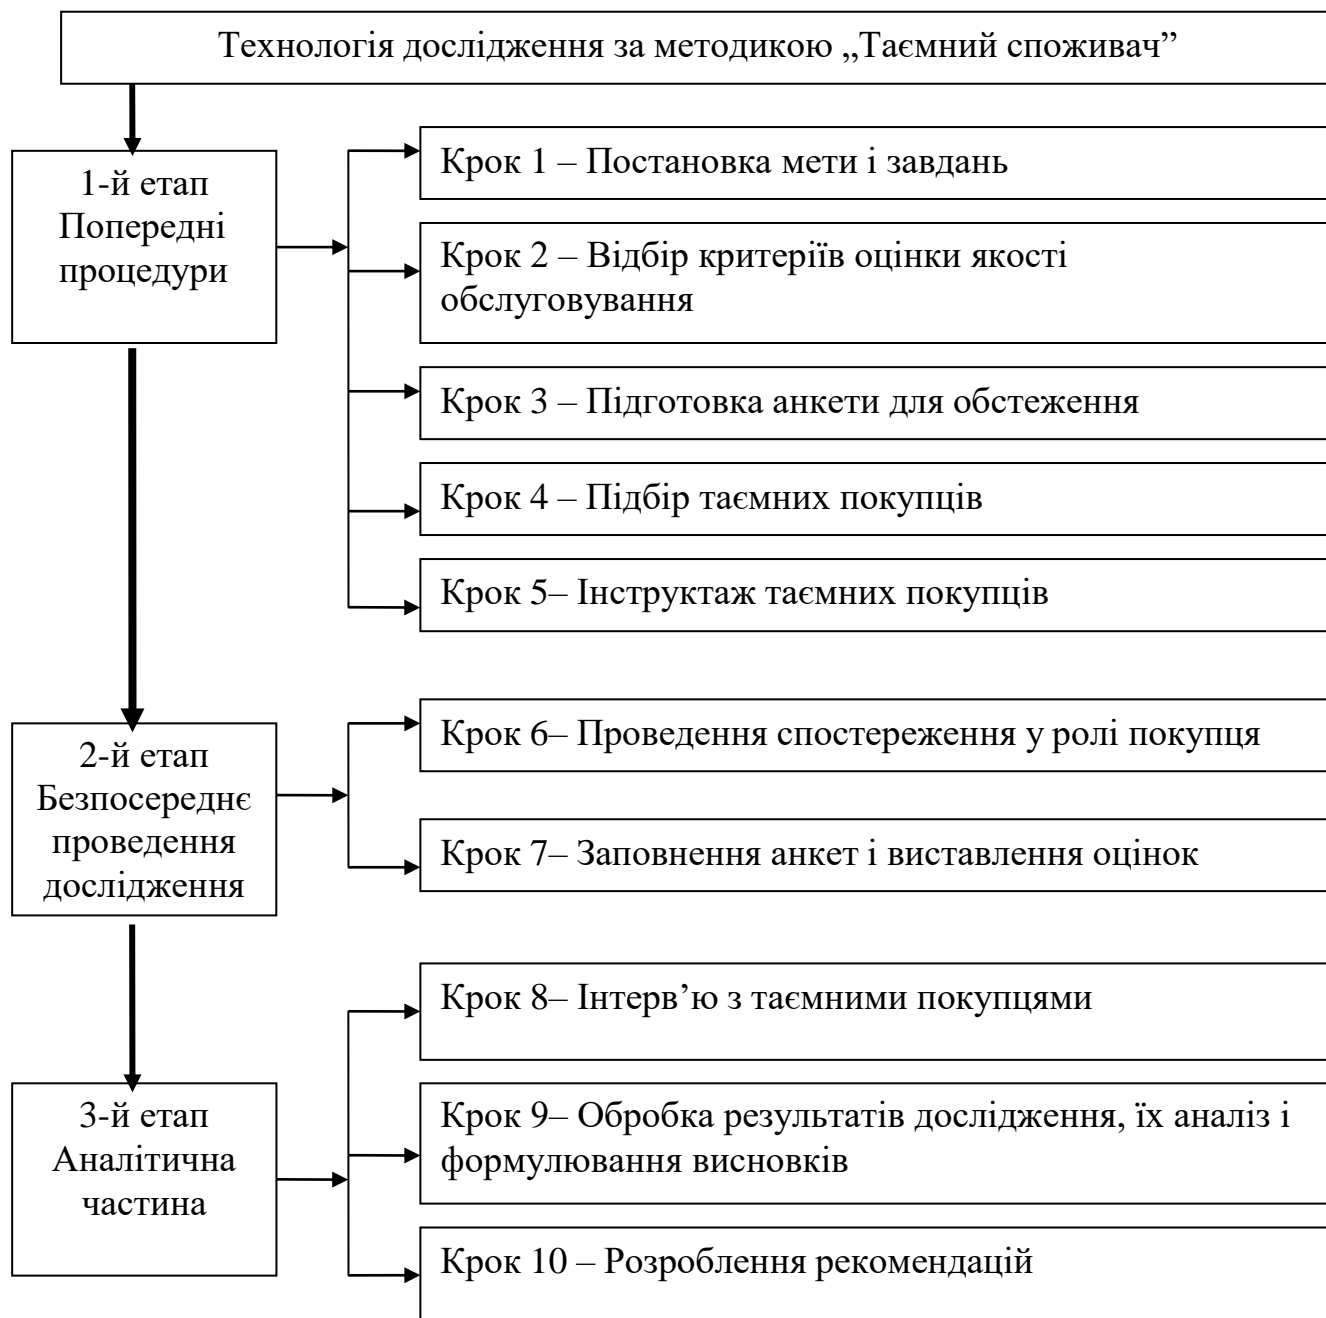 Технологія дослідження за методикою „Таємний споживач”
1-й етап
Попередні
процедури
Крок 1 – Постановка мети і завдань
Крок 2 – Відбір критеріїв оцінки якості
обслуговування
Крок 3 – Підготовка анкети для обстеження
Крок 4 – Підбір таємних покупців
Крок 5– Інструктаж таємних покупців
2-й етап
Безпосереднє
проведення
дослідження
Крок 6– Проведення спостереження у ролі покупця
Крок 7– Заповнення анкет і виставлення оцінок
3-й етап
Аналітична
частина
Крок 8– Інтерв’ю з таємними покупцями
Крок 9– Обробка результатів дослідження, їх аналіз і
формулювання висновків
Крок 10 – Розроблення рекомендацій